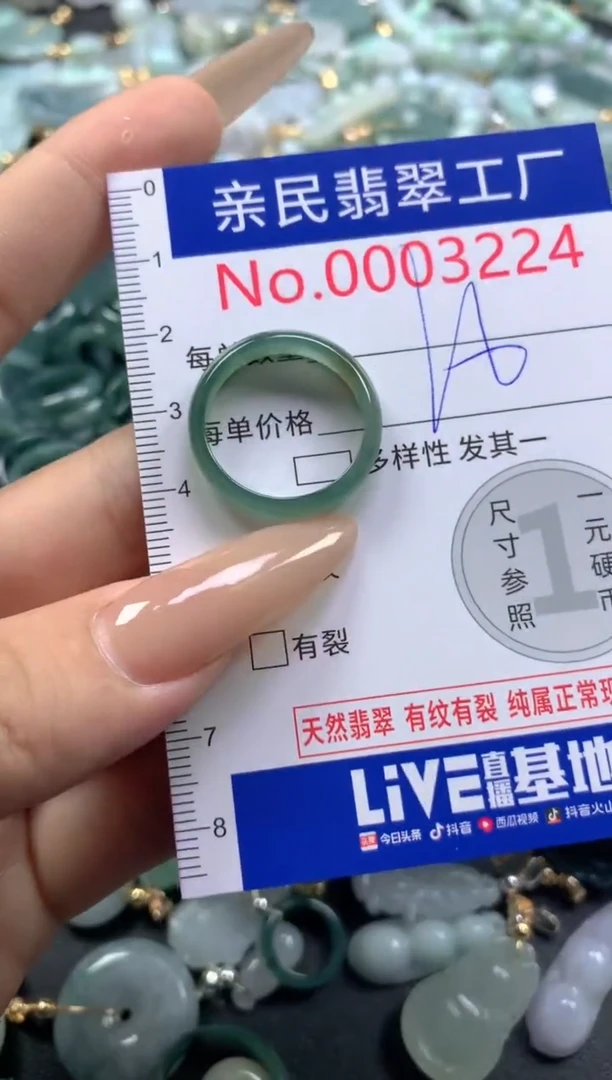 0
亲民翡翠工厂
1
No.0003224
2
每
3
每单价格
多样性 发其一
4
尺寸参照
1
一元硬币
有裂
天然翡翠 有纹有裂 纯属正常现
7
LiVE直播基地
8
今日头条 抖音 西瓜视频 抖音火山